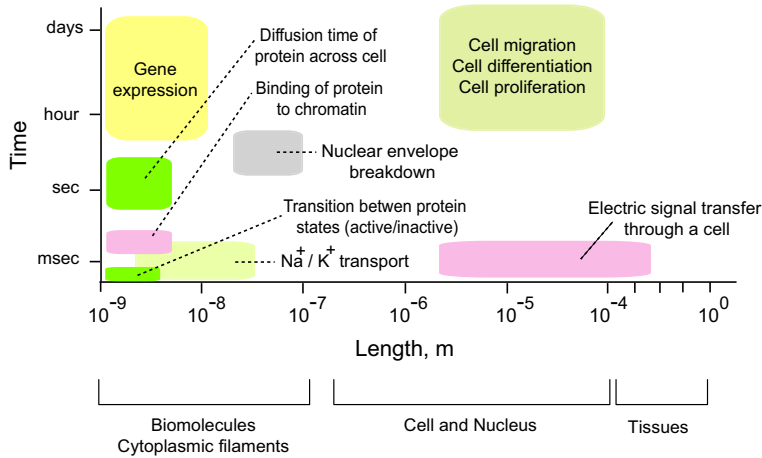 days
hour
sec
msec
Time
Gene
expression
Diffusion time of
protein across cell
Binding of protein
to chromatin
Nuclear envelope
breakdown
Transition betwen protein
states (active/inactive)
Na+/ K+ transport
Cell migration
Cell differentiation
Cell proliferation
Electric signal transfer
through a cell
10-9 10-8 10-7 10-6 10-5 10-4 100
Length, m
Biomolecules
Cytoplasmic filaments
Cell and Nucleus
Tissues